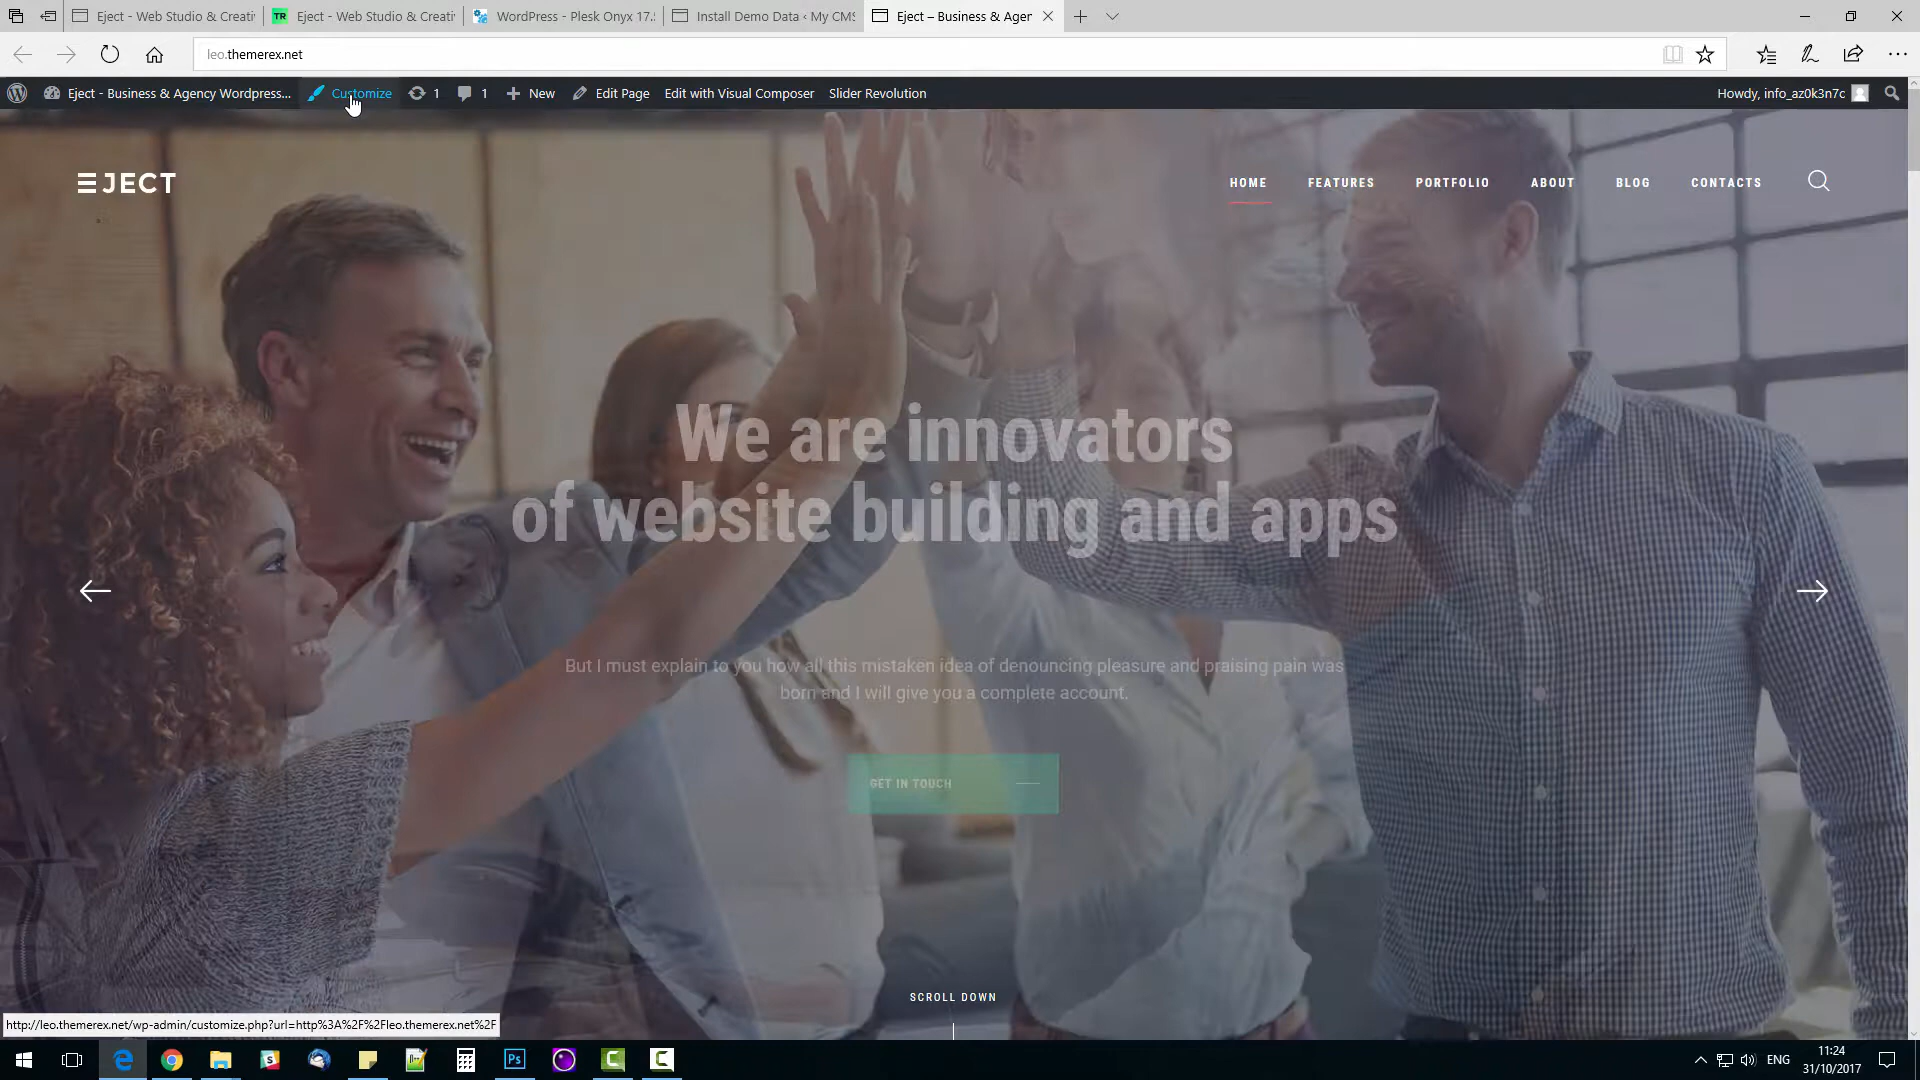 Eject - Web Studio & Creati
Eject - Web Studio & Creati
WordPress - Plesk Onyx 17.5
Install Demo Data ‹ My CMS
Eject – Business & Agen
leo.themerex.net
Eject - Business & Agency Wordpress...
Customize
1
1
New
Edit Page
Edit with Visual Composer
Slider Revolution
Howdy, info_az0k3n7c
EJECT
HOME
FEATURES
PORTFOLIO
ABOUT
BLOG
CONTACTS
We are innovators
of website building and apps
But I must explain to you how all this mistaken idea of denouncing pleasure and praising pain was
born and I will give you a complete account.
GET IN TOUCH
SCROLL DOWN
http://leo.themerex.net/wp-admin/customize.php?url=http%3A%2F%2Fleo.themerex.net%2F
ENG
11:24
31/10/2017